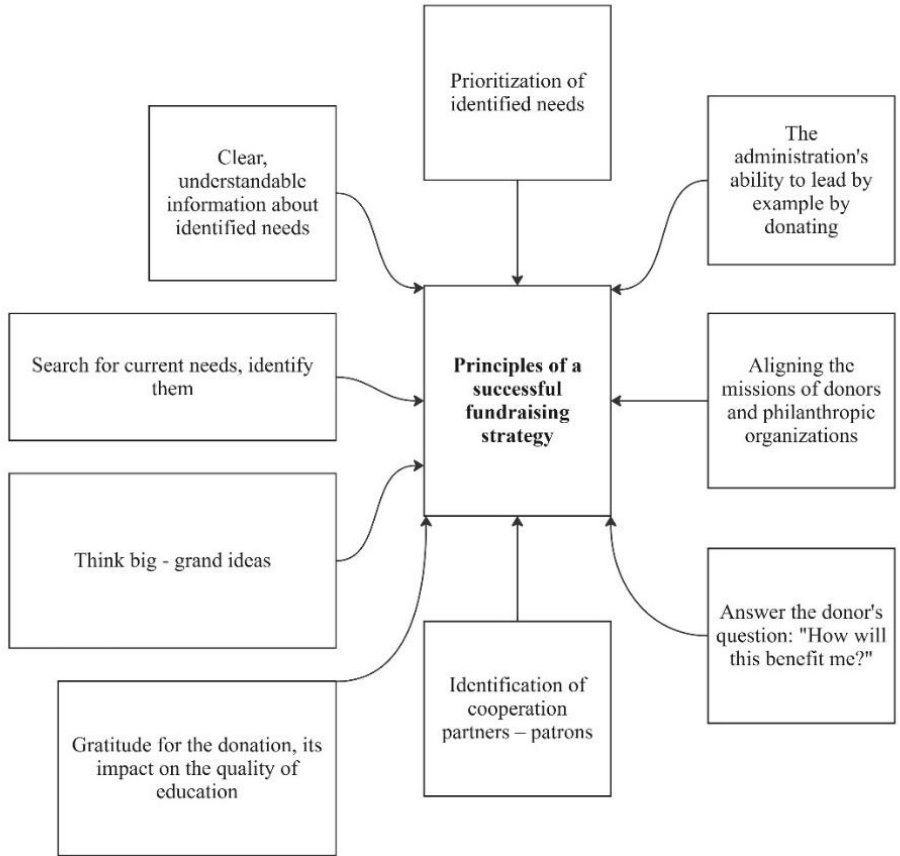 Prioritization of
identified needs
Clear,
understandable
information about
identified needs
The
administration's
ability to lead by
example by
donating
Search for current needs, identify
them
Principles of a
successful
fundraising
strategy
Aligning the
missions of donors
and philanthropic
organizations
Think big - grand ideas
Answer the donor's
question: "How will
this benefit me?"
Identification of
cooperation
partners – patrons
Gratitude for the donation, its
impact on the quality of
education